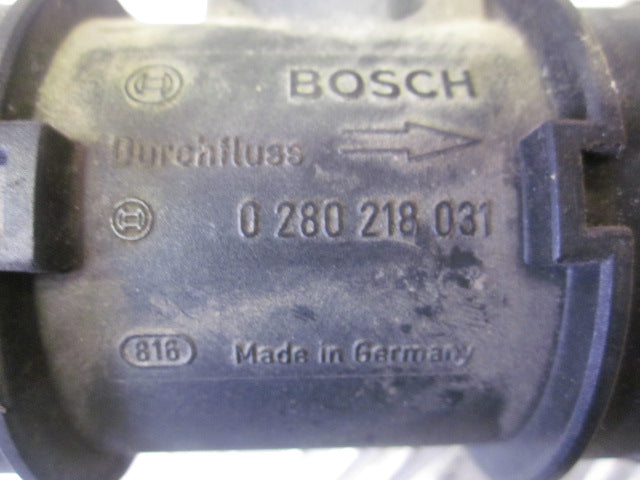 BOSCH
Durchfluss
0 280 218 031
816 Made in Germany